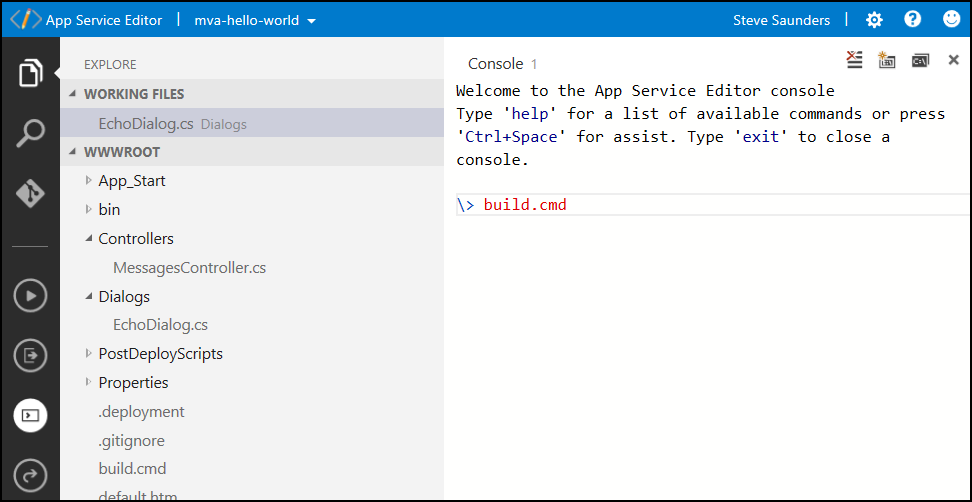 App Service Editor | mva-hello-world
Steve Saunders |
EXPLORE
WORKING FILES
EchoDialog.cs Dialogs
WWWROOT
App_Start
bin
Controllers
MessagesController.cs
Dialogs
EchoDialog.cs
PostDeployScripts
Properties
.deployment
.gitignore
build.cmd
default.htm
Console 1
Welcome to the App Service Editor console
Type 'help' for a list of available commands or press
'Ctrl+Space' for assist. Type 'exit' to close a
console.
\> build.cmd